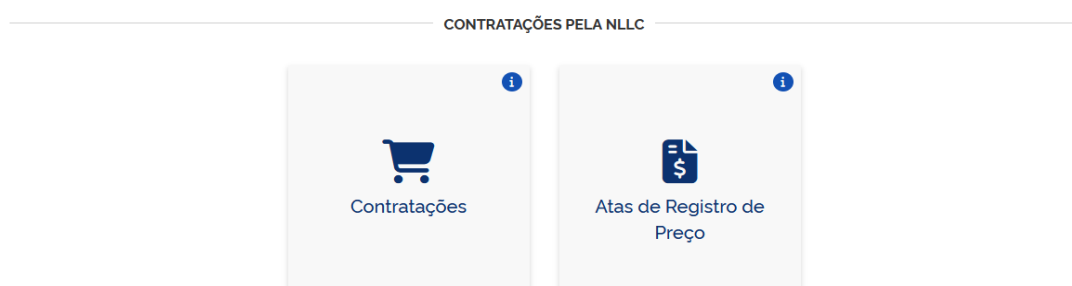 CONTRATAÇÕES PELA NLLC
Contratações
Atas de Registro de
Preço